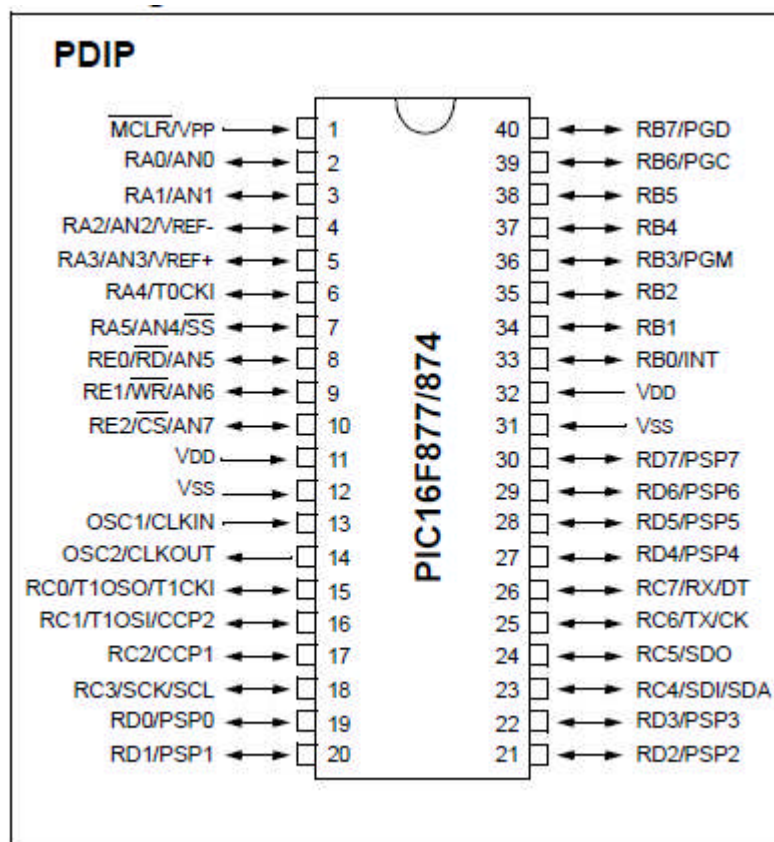 PDIP
MCLR/VPP 1 40 RB7/PGD
RA0/AN0 2 39 RB6/PGC
RA1/AN1 3 38 RB5
RA2/AN2/VREF- 4 37 RB4
RA3/AN3/VREF+ 5 36 RB3/PGM
RA4/T0CKI 6 35 RB2
RA5/AN4/SS 7 34 RB1
RE0/RD/AN5 8 33 RB0/INT
RE1/WR/AN6 9 32 VDD
RE2/CS/AN7 10 31 VSS
VDD 11 30 RD7/PSP7
VSS 12 29 RD6/PSP6
OSC1/CLKIN 13 28 RD5/PSP5
OSC2/CLKOUT 14 27 RD4/PSP4
RC0/T1OSO/T1CKI 15 26 RC7/RX/DT
RC1/T1OSI/CCP2 16 25 RC6/TX/CK
RC2/CCP1 17 24 RC5/SDO
RC3/SCK/SCL 18 23 RC4/SDI/SDA
RD0/PSP0 19 22 RD3/PSP3
RD1/PSP1 20 21 RD2/PSP2
PIC16F877/874